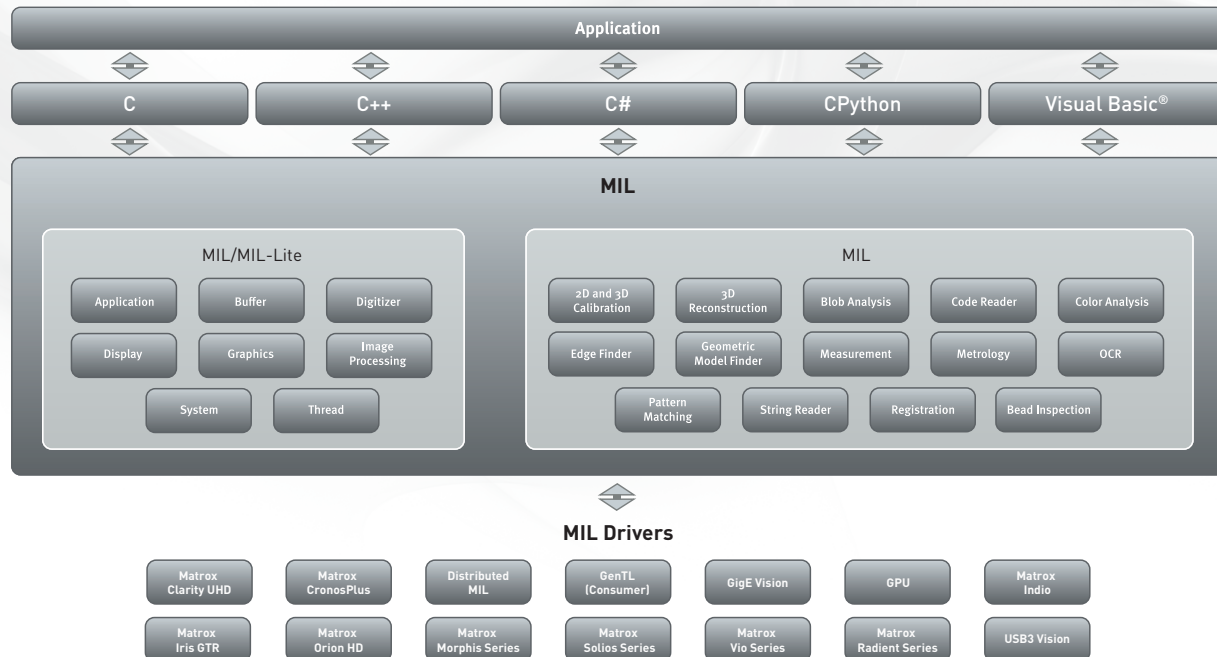 Application
C
C++
C#
CPython
Visual Basic®
MIL
MIL/MIL-Lite
Application
Buffer
Digitizer
Display
Graphics
Image
Processing
System
Thread
MIL
2D and 3D
Calibration
3D
Reconstruction
Blob Analysis
Code Reader
Color Analysis
Edge Finder
Geometric
Model Finder
Measurement
Metrology
OCR
Pattern
Matching
String Reader
Registration
Bead Inspection
MIL Drivers
Matrox
Clarity UHD
Matrox
CronosPlus
Distributed
MIL
GenTL
(Consumer)
GigE Vision
GPU
Matrox
Indio
Matrox
Iris GTR
Matrox
Orion HD
Matrox
Morphis Series
Matrox
Solios Series
Matrox
Vio Series
Matrox
Radient Series
USB3 Vision